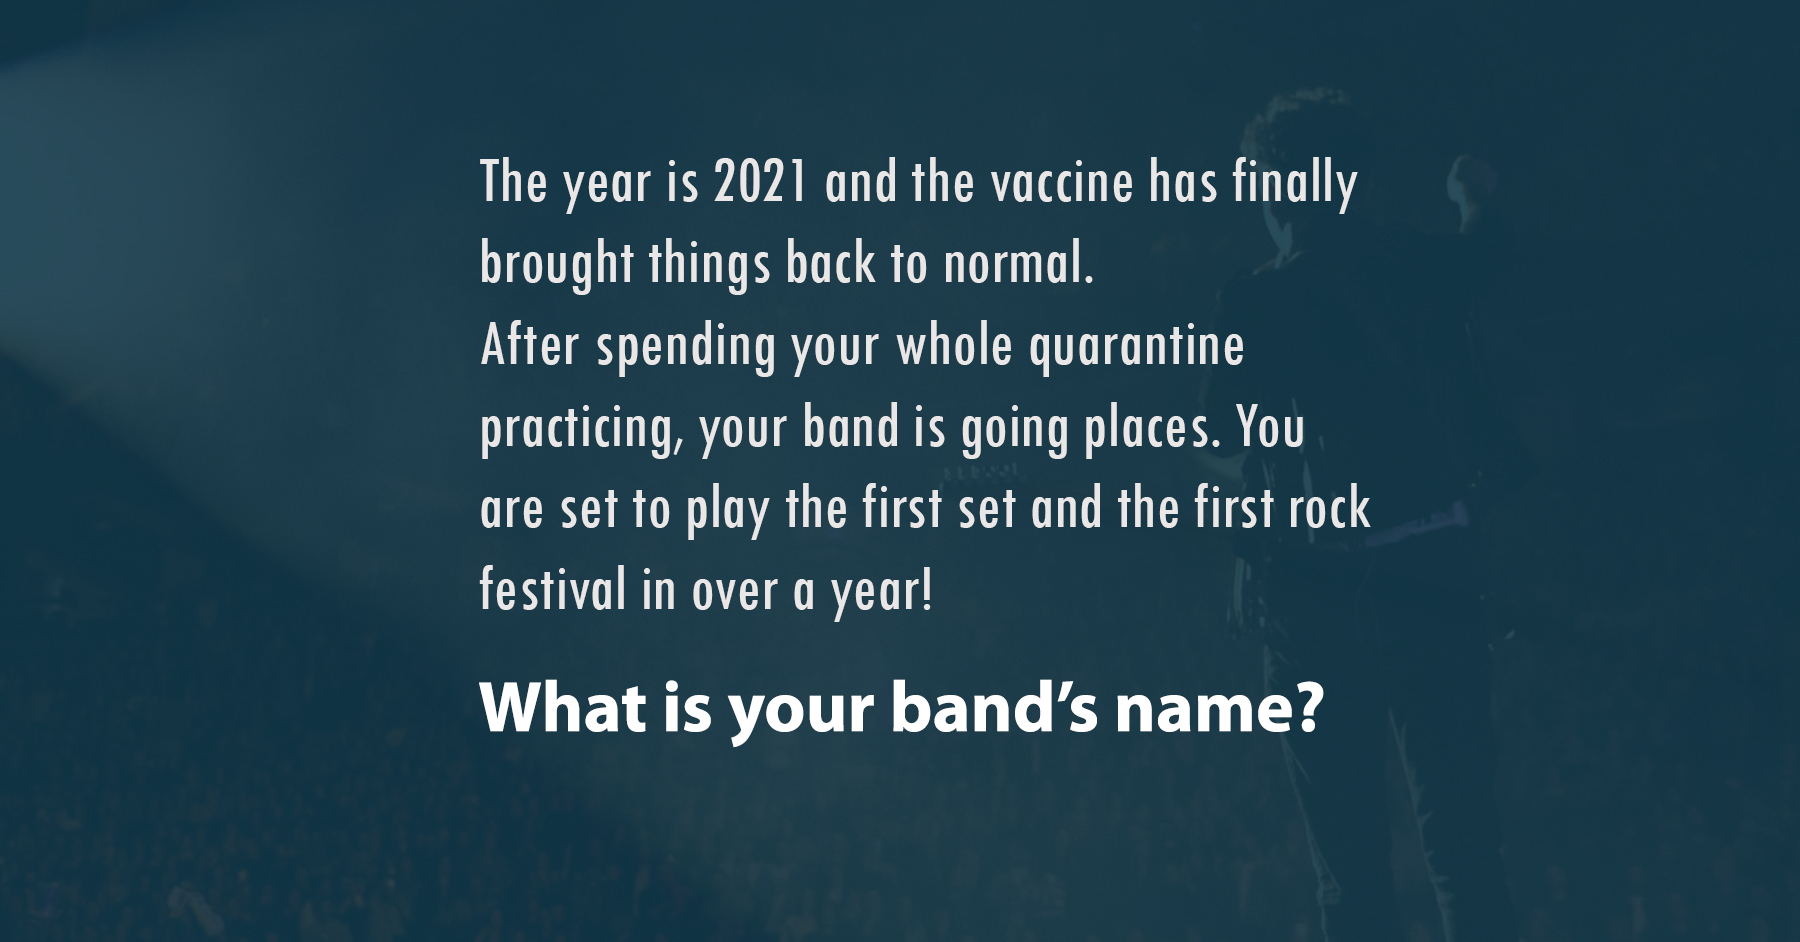 The year is 2021 and the vaccine has finally
brought things back to normal.
After spending your whole quarantine
practicing, your band is going places. You
are set to play the first set and the first rock
festival in over a year!
What is your band’s name?